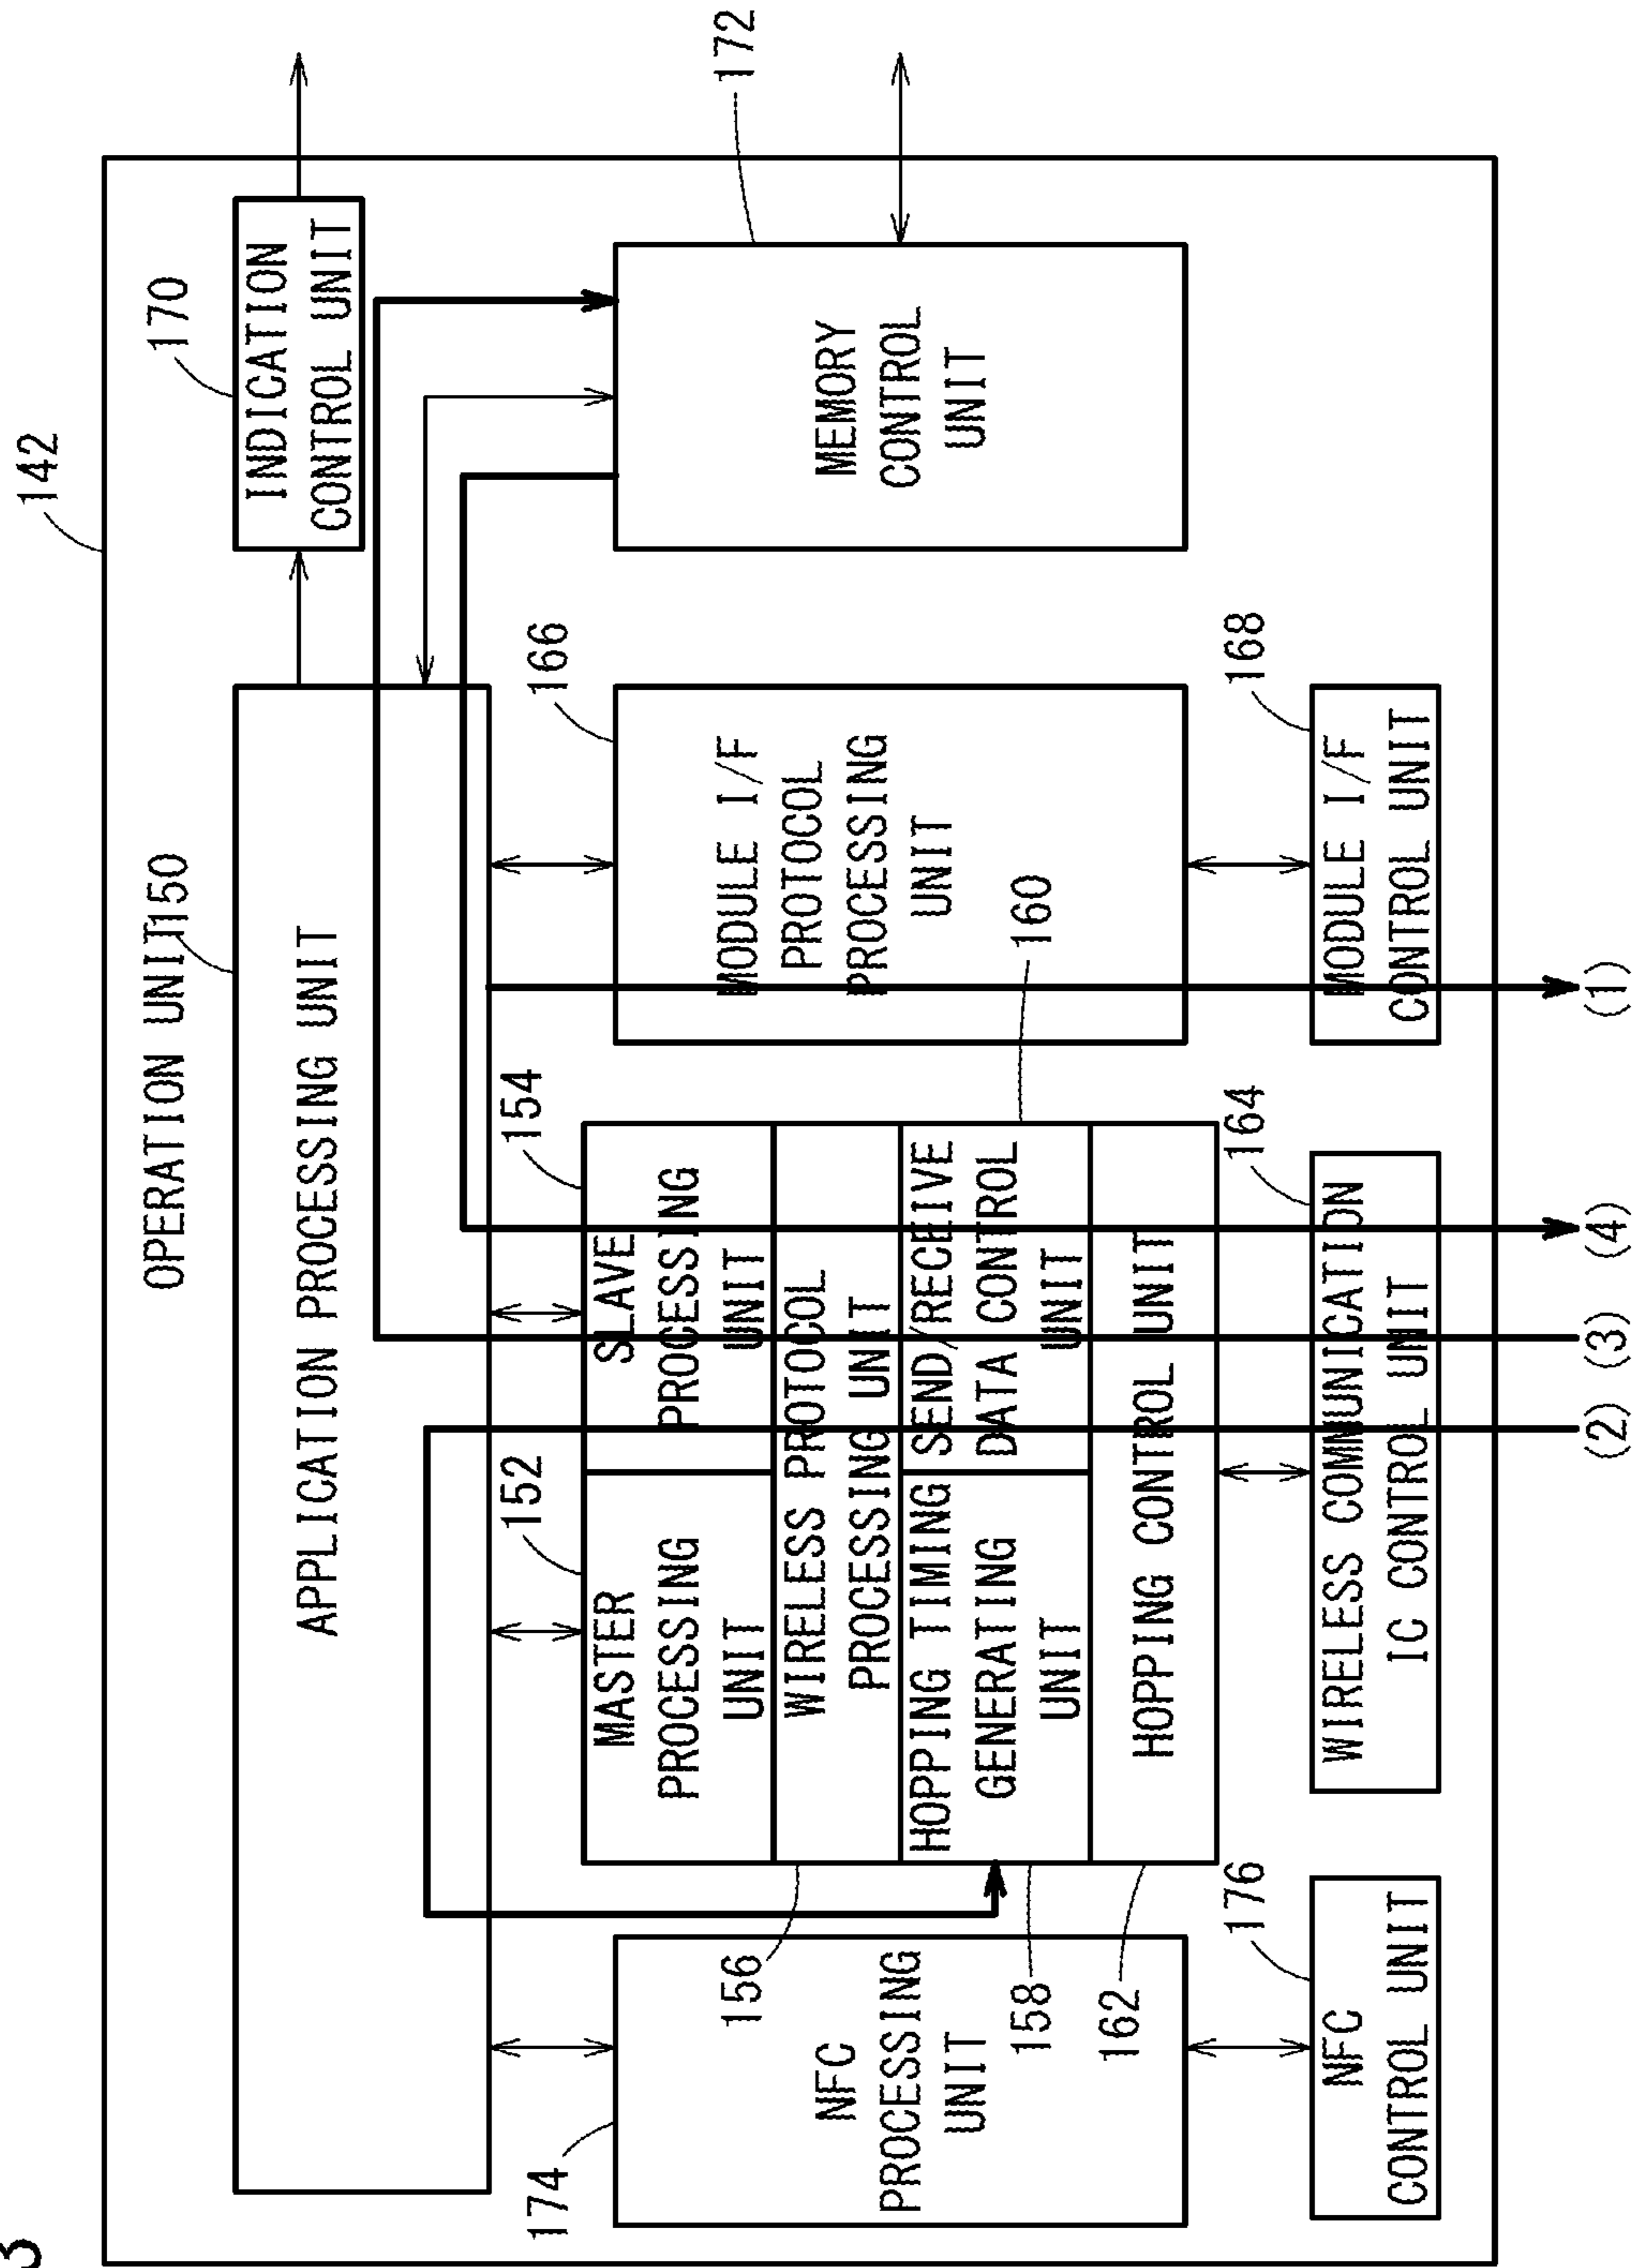 3
142
OPERATION UNIT
150
APPLICATION PROCESSING UNIT
170
INDICATION
CONTROL UNIT
174
NFC
PROCESSING
UNIT
152
MASTER
PROCESSING
UNIT
154
SLAVE
PROCESSING
UNIT
156
WIRELESS PROTOCOL
PROCESSING UNIT
158
HOPPING TIMING
GENERATING
UNIT
160
SEND/RECEIVE
DATA CONTROL
UNIT
162
HOPPING CONTROL UNIT
166
MODULE I/F
PROTOCOL
PROCESSING
UNIT
172
MEMORY
CONTROL
UNIT
176
NFC
CONTROL UNIT
164
WIRELESS COMMUNICATION
IC CONTROL UNIT
168
MODULE I/F
CONTROL UNIT
(2)
(3)
(4)
(1)